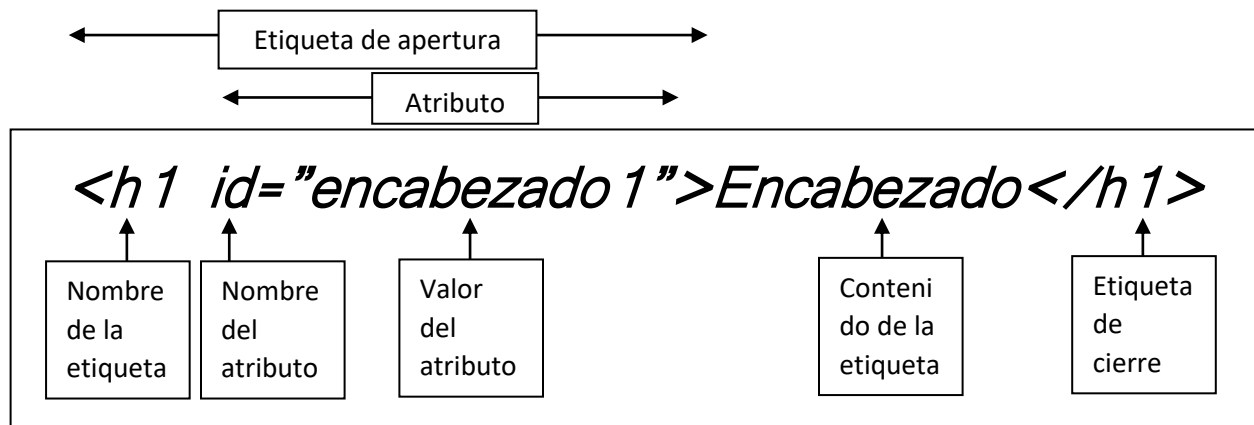 Etiqueta de apertura
Atributo
<h1 id=”encabezado1”>Encabezado</h1>
Nombre
de la
etiqueta
Nombre
del
atributo
Valor
del
atributo
Conteni
do de la
etiqueta
Etiqueta
de
cierre